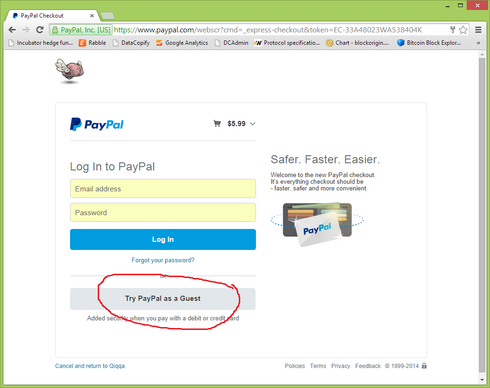 PayPal Checkout
PayPal, Inc. [US]
https://www.paypal.com/webscr?cmd=_express-checkout&token=EC-33A48023WA538404K
Incubator hedge fun...
Rabble
DataCopify
Google Analytics
DCAdmin
Protocol specificatio...
Chart - blockorigin....
Bitcoin Block Explor...
PayPal
$5.99
Log In to PayPal
Email address
Password
Log In
Forgot your password?
or
Try PayPal as a Guest
Added security when you pay with a debit or credit card
Safer. Faster. Easier.
Welcome to the new PayPal checkout.
It's everything checkout should be
- faster, safer and more convenient.
PayPal
Cancel and return to Qiqqa
Policies Terms Privacy Feedback © 1999-2014